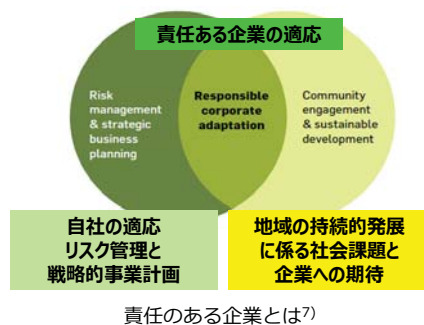 責任ある企業の適応
Risk
management
& strategic
business
planning
Responsible
corporate
adaptation
Community
engagement
& sustainable
development
自社の適応
リスク管理と
戦略的事業計画
地域の持続的発展
に係る社会課題と
企業への期待
責任のある企業とは7)